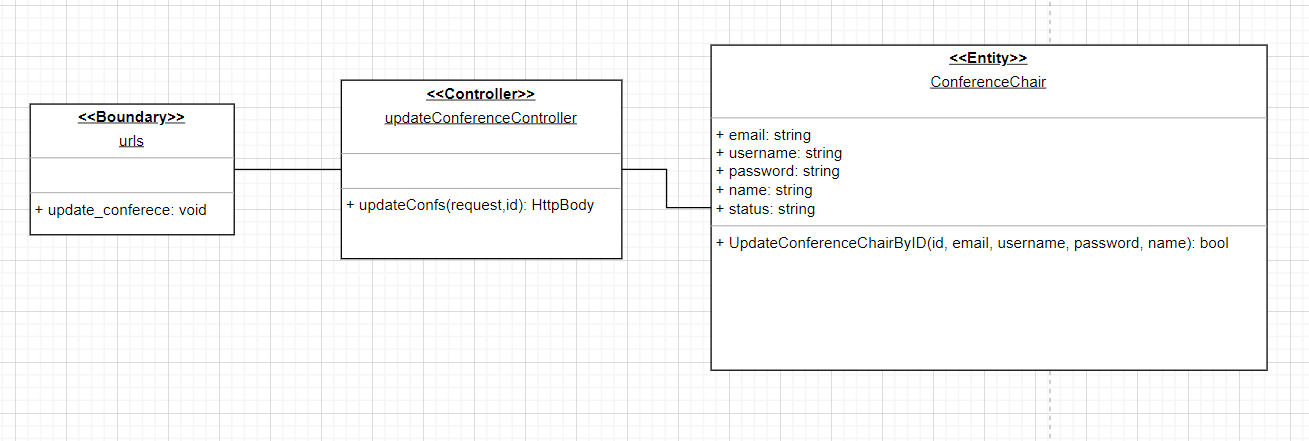 <<Boundary>>
urls
+ update_conferece: void
<<Controller>>
updateConferenceController
+ updateConfs(request,id): HttpBody
<<Entity>>
ConferenceChair
+ email: string
+ username: string
+ password: string
+ name: string
+ status: string
+ UpdateConferenceChairByID(id, email, username, password, name): bool